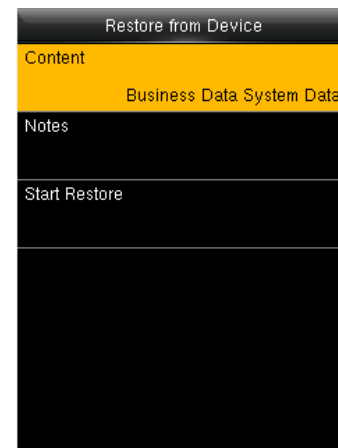 Restore from Device
Content
Business Data System Data
Notes
Start Restore